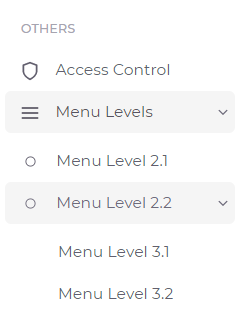 OTHERS
Access Control
Menu Levels
Menu Level 2.1
Menu Level 2.2
Menu Level 3.1
Menu Level 3.2